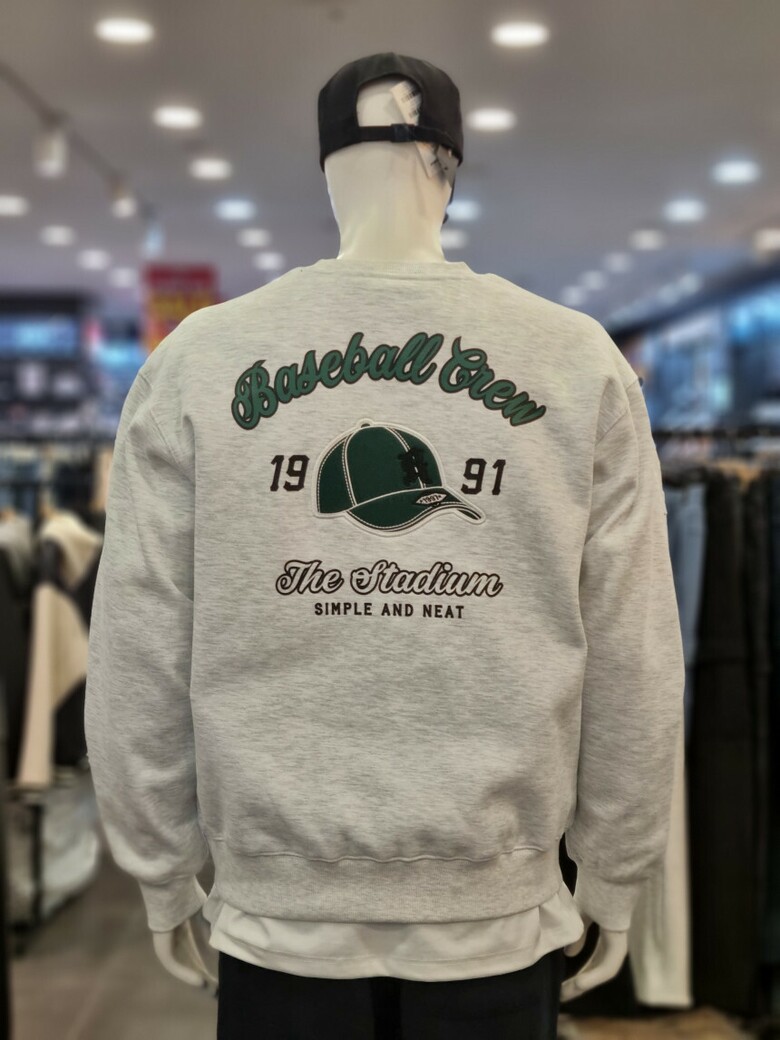 Baseball Crew
19 91
The Stadium
SIMPLE AND NEAT